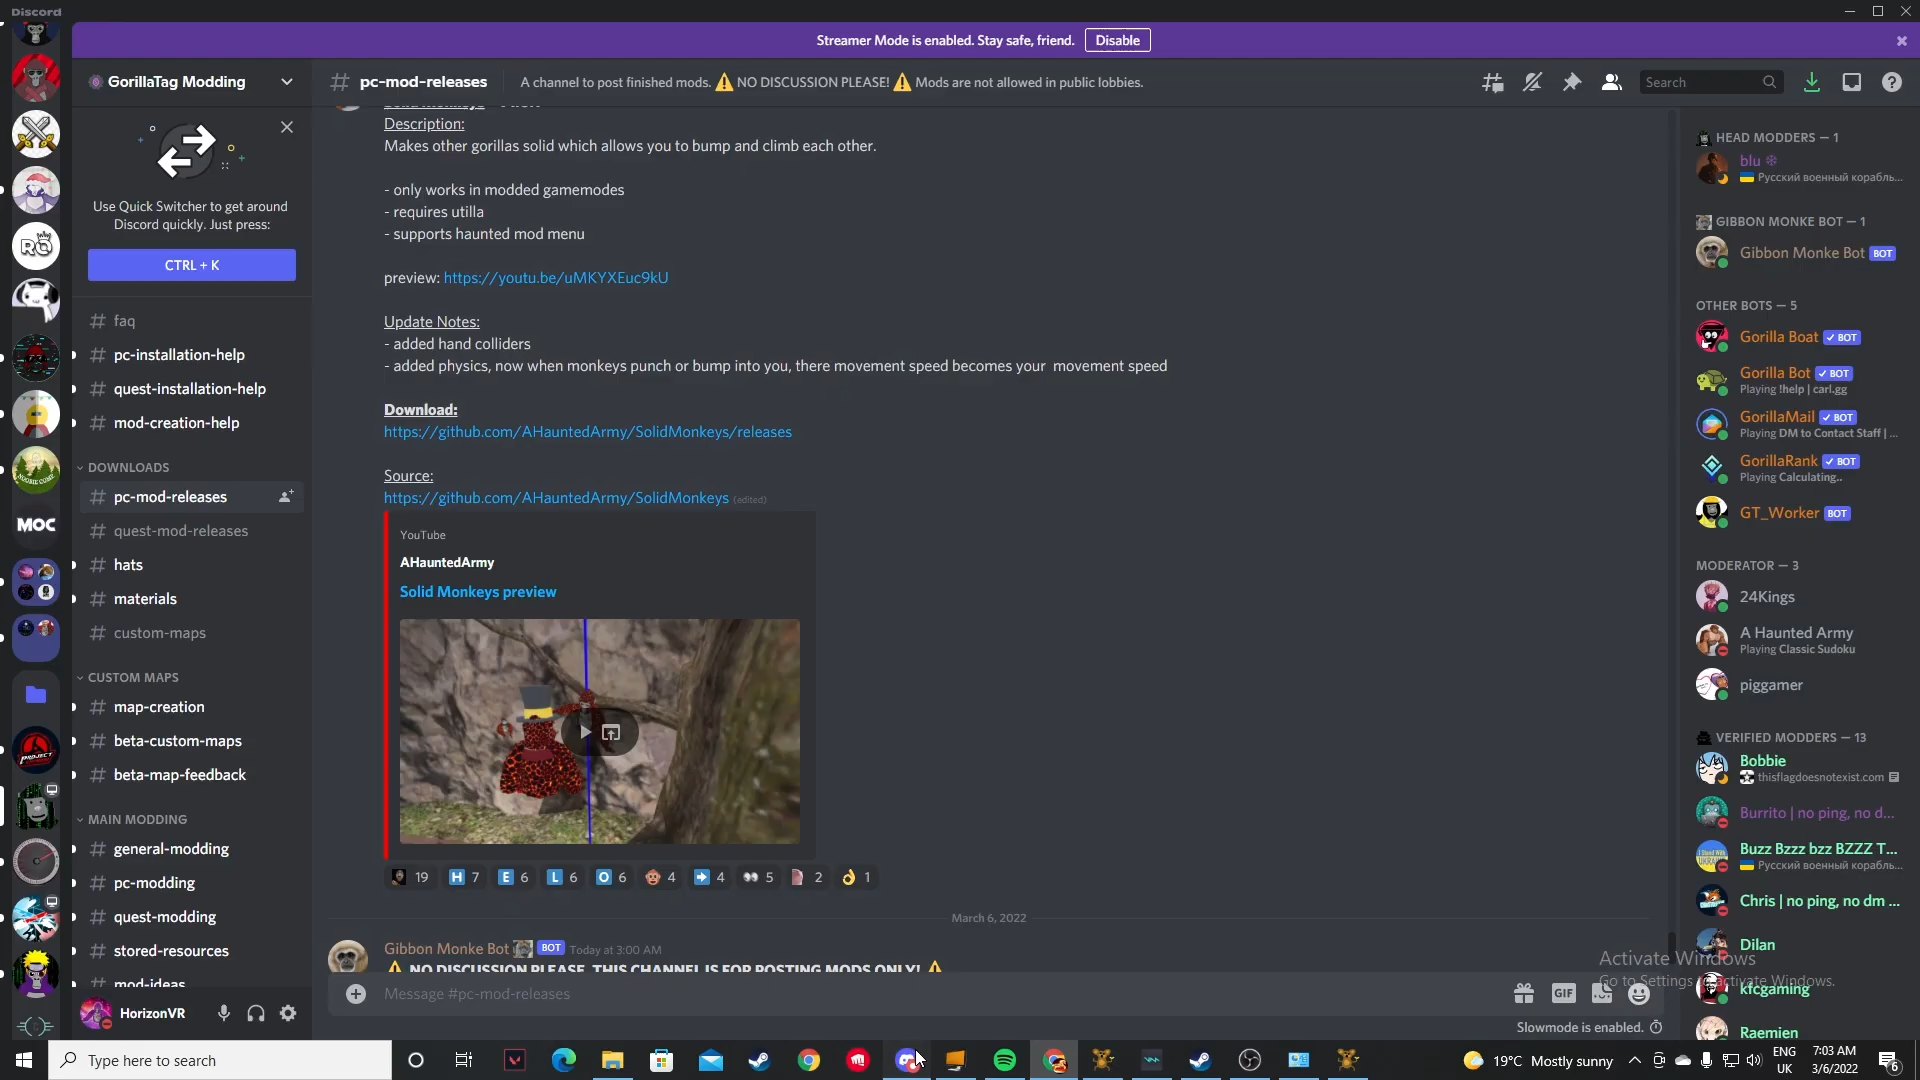 Discord
Streamer Mode is enabled. Stay safe, friend. Disable
GorillaTag Modding
pc-mod-releases
A channel to post finished mods. ⚠️ NO DISCUSSION PLEASE! ⚠️ Mods are not allowed in public lobbies.
Search
Use Quick Switcher to get around
Discord quickly. Just press:
CTRL + K
faq
pc-installation-help
quest-installation-help
mod-creation-help
DOWNLOADS
pc-mod-releases
quest-mod-releases
hats
materials
custom-maps
CUSTOM MAPS
map-creation
beta-custom-maps
beta-map-feedback
MAIN MODDING
general-modding
pc-modding
quest-modding
stored-resources
mod-ideas
HorizonVR
MOC
Description:
Makes other gorillas solid which allows you to bump and climb each other.
- only works in modded gamemodes
- requires utilla
- supports haunted mod menu
preview: https://youtu.be/uMKYXEuc9kU
Update Notes:
- added hand colliders
- added physics, now when monkeys punch or bump into you, there movement speed becomes your movement speed
Download:
https://github.com/AHauntedArmy/SolidMonkeys/releases
Source:
https://github.com/AHauntedArmy/SolidMonkeys (edited)
YouTube
AHauntedArmy
Solid Monkeys preview
19 H 7 E 6 L 6 O 6 4 4 5 2 1
March 6, 2022
Gibbon Monke Bot BOT Today at 3:00 AM
⚠️ NO DISCUSSION PLEASE, THIS CHANNEL IS FOR POSTING MODS ONLY! ⚠️
Message #pc-mod-releases
GIF
Slowmode is enabled.
HEAD MODDERS — 1
blu
Русский военный корабль...
GIBBON MONKE BOT — 1
Gibbon Monke Bot BOT
OTHER BOTS — 5
Gorilla Boat ✓ BOT
Gorilla Bot ✓ BOT
Playing !help | carl.gg
GorillaMail ✓ BOT
Playing DM to Contact Staff | ...
GorillaRank ✓ BOT
Playing Calculating..
GT_Worker BOT
MODERATOR — 3
24Kings
A Haunted Army
Playing Classic Sudoku
piggamer
VERIFIED MODDERS — 13
Bobbie
thisflagdoesnotexist.com
Burrito | no ping, no d...
Buzz Bzzz bzz BZZZ T...
Русский военный корабль...
Chris | no ping, no dm ...
Dilan
kfcgaming
Raemien
Activate Windows
Go to Settings to activate Windows.
Type here to search
19°C Mostly sunny
ENG
UK
7:03 AM
3/6/2022
6